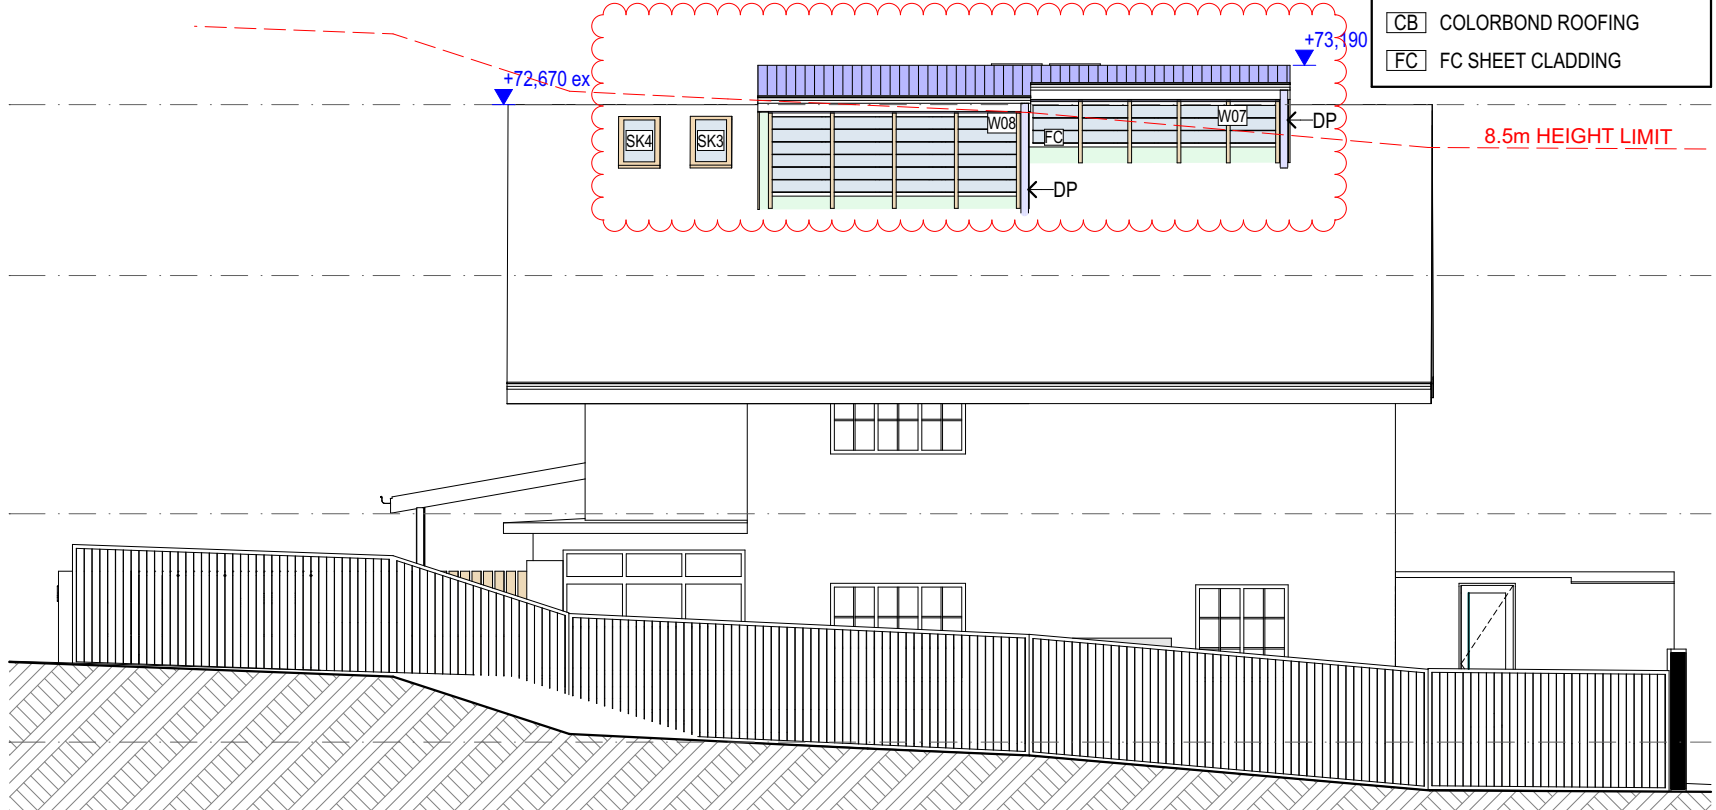 CB COLORBOND ROOFING
FC FC SHEET CLADDING
+73,190
+72,670 ex
SK4
SK3
W08
FC
W07
DP
8.5m HEIGHT LIMIT
DP